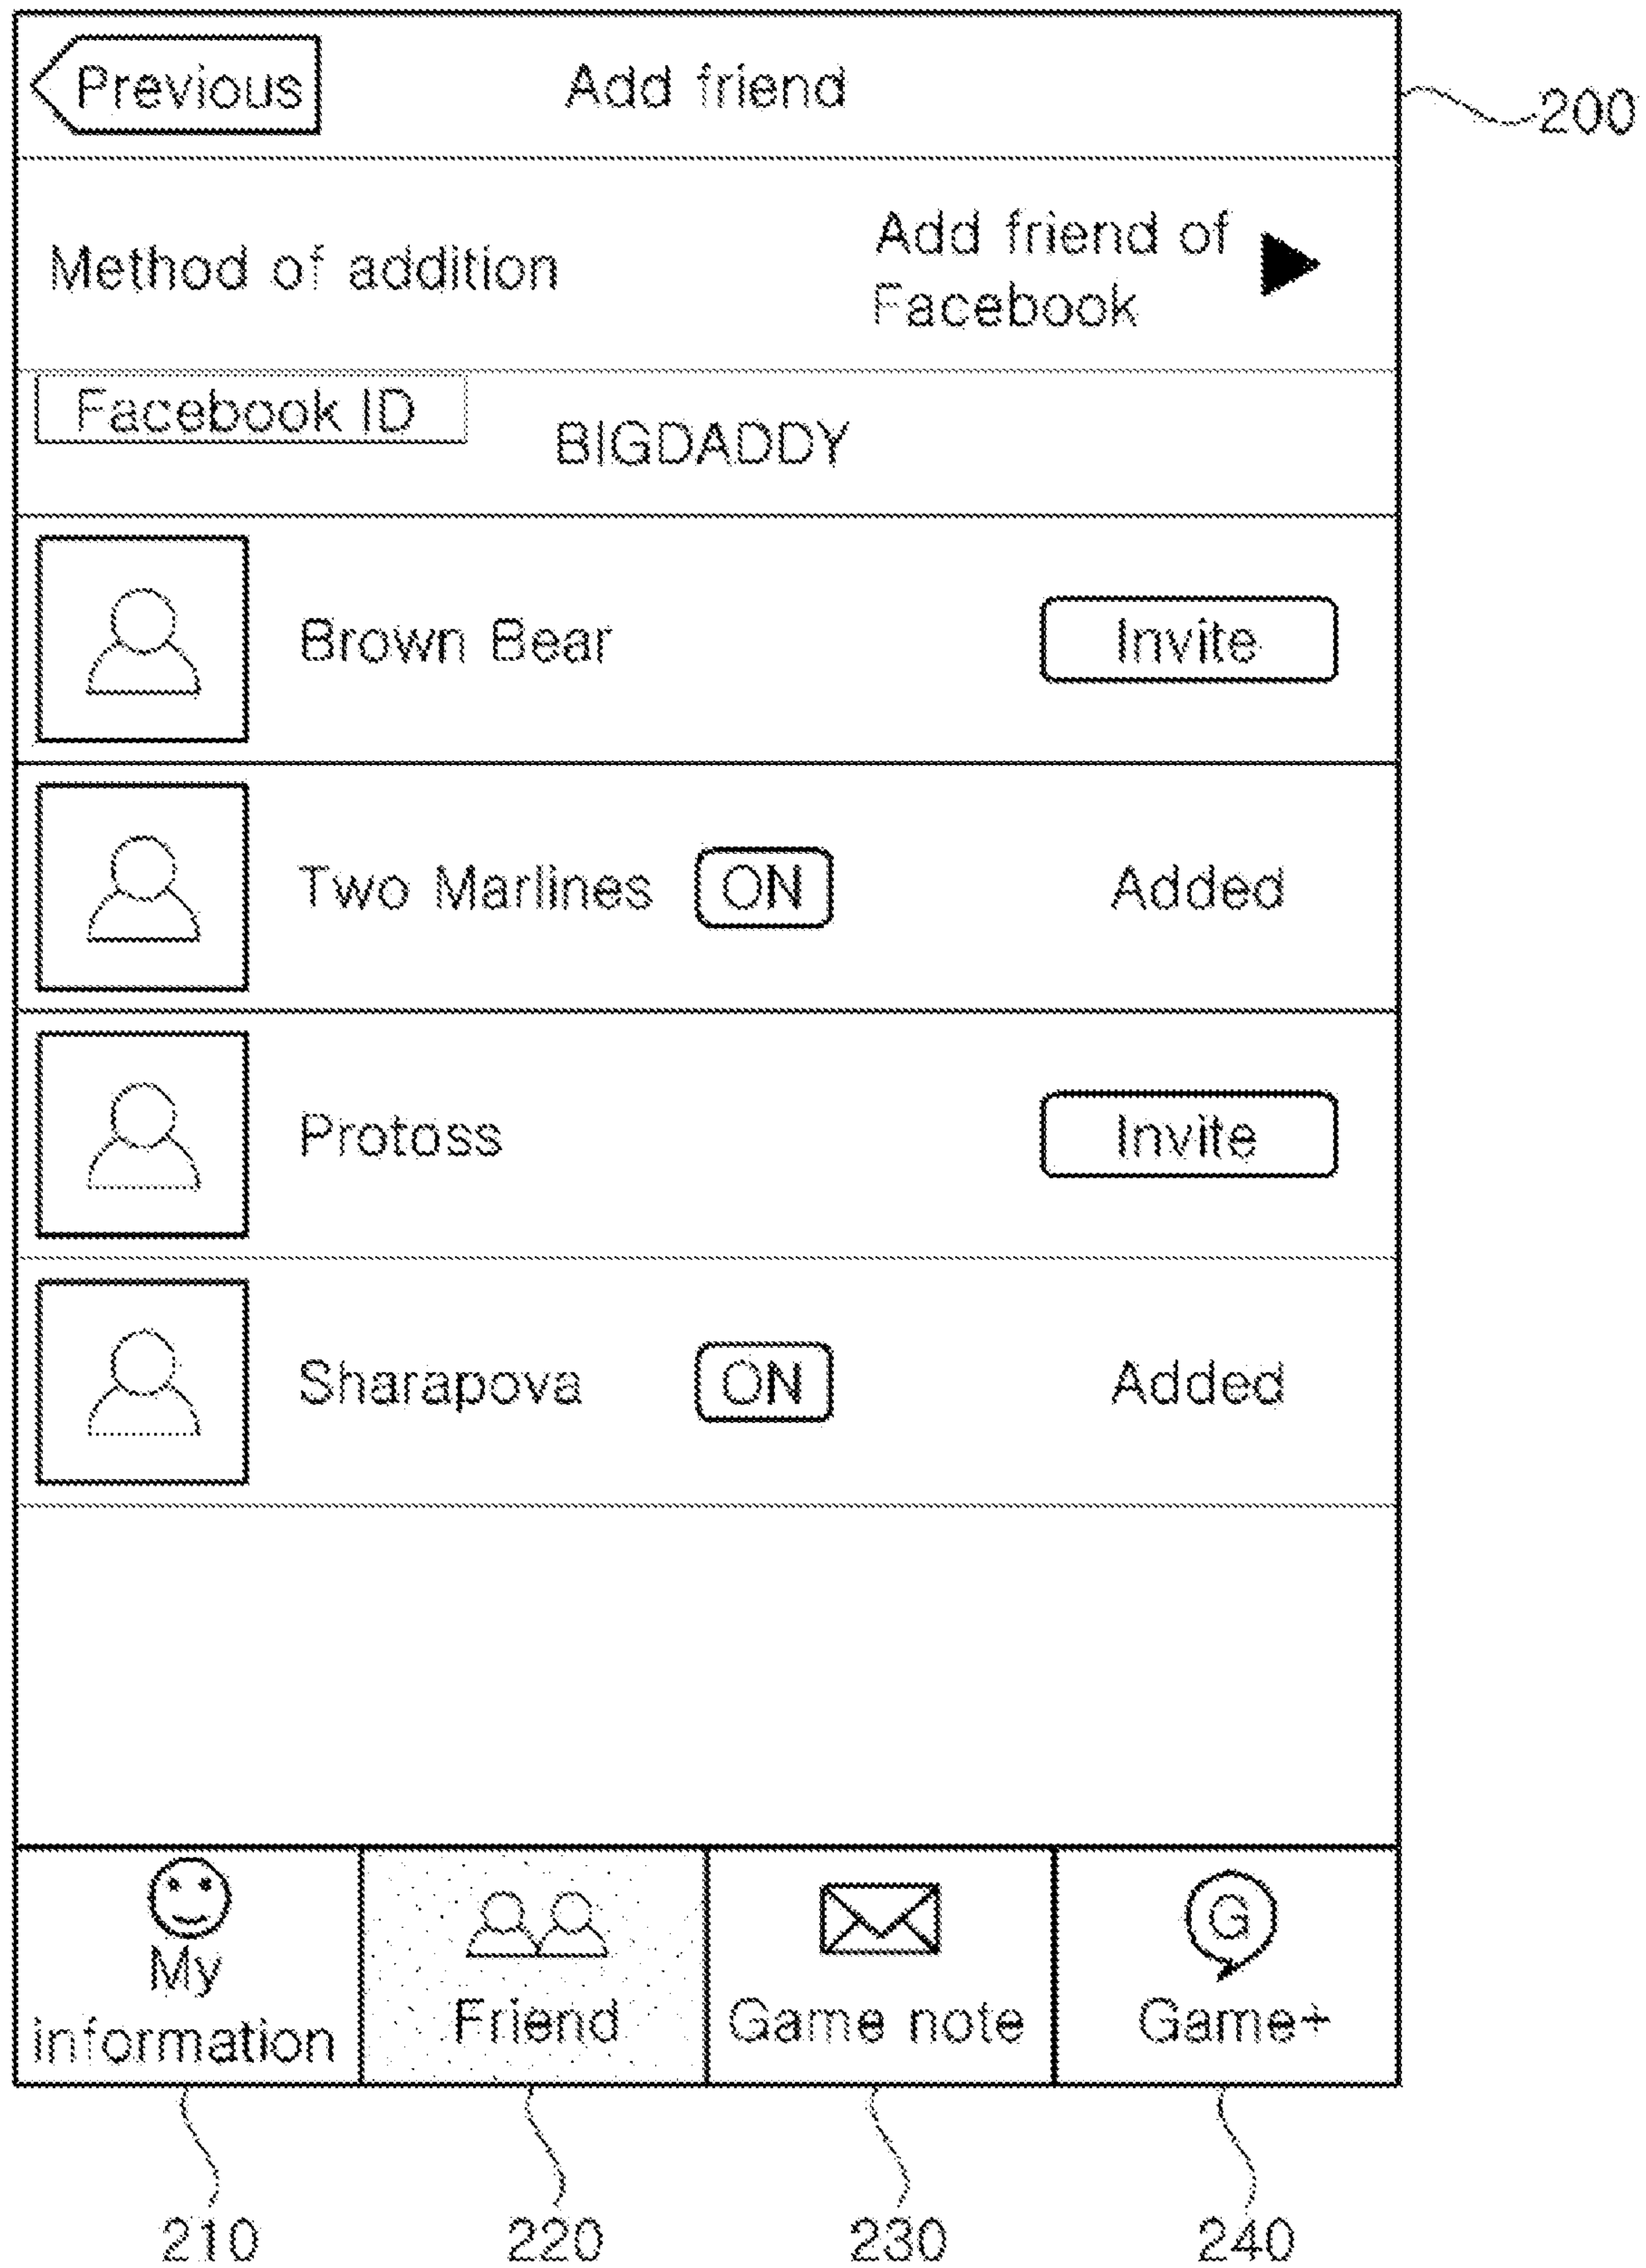 Previous
Add friend
200
Method of addition
Add friend of
Facebook
Facebook ID
BIGDADDY
Brown Bear
Invite
Two Marlines
ON
Added
Protoss
Invite
Sharapova
ON
Added
My
information
Friend
Game note
G
Game+
210
220
230
240